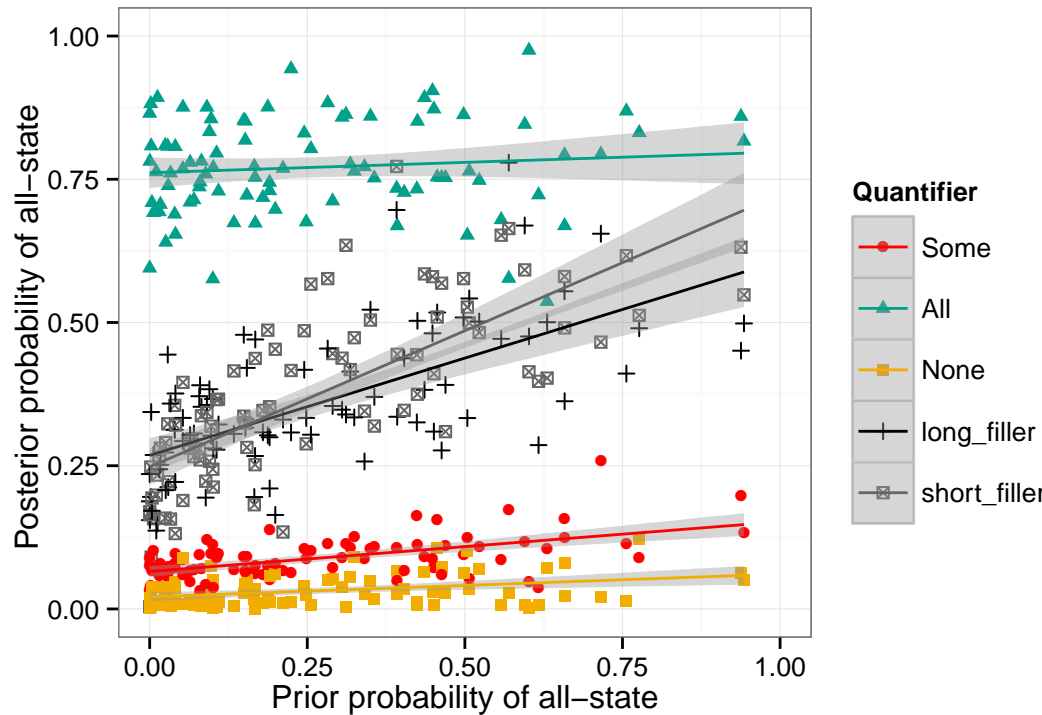 1.00
0.75
0.50
0.25
0.00
Posterior probability of all−state
0.00 0.25 0.50 0.75 1.00
Prior probability of all−state
Quantifier
Some
All
None
long_filler
short_filler